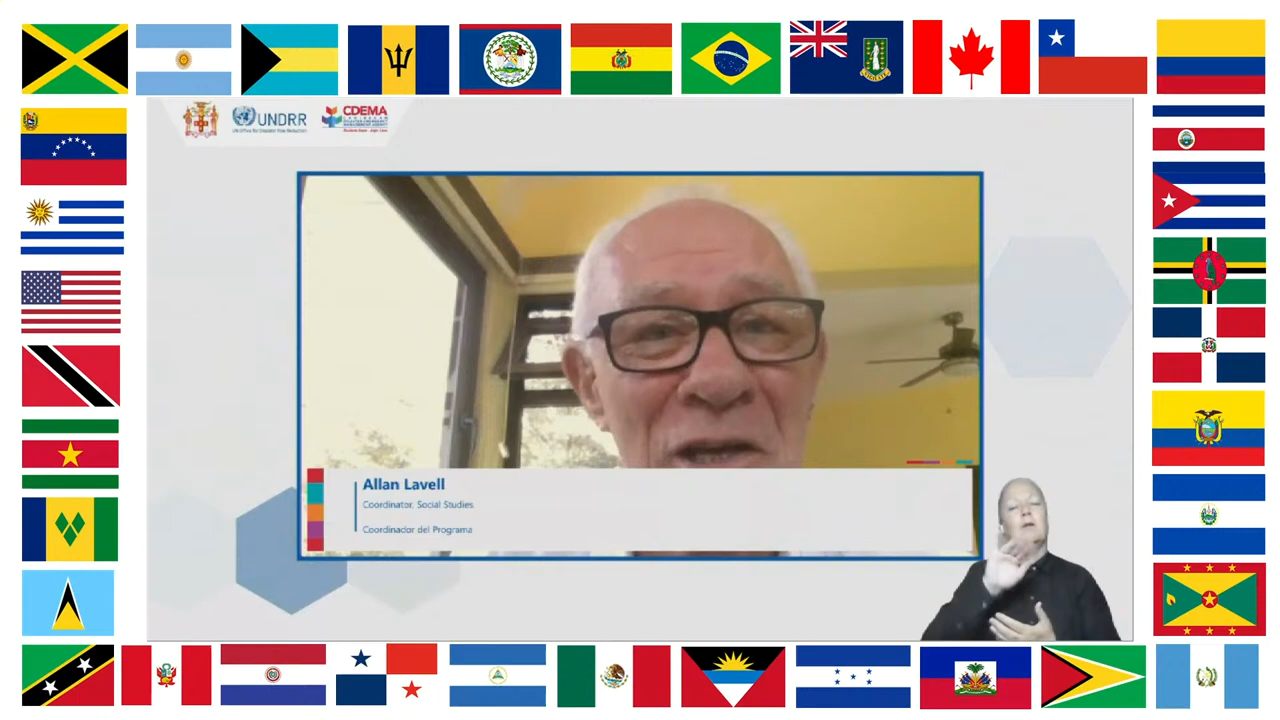 UNDRR
UN Office for Disaster Risk Reduction
CDEMA
Allan Lavell
Coordinator, Social Studies
Coordinador del Programa